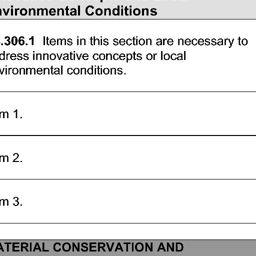 nvironmental Conditions
.306.1 Items in this section are necessary to
dress innovative concepts or local
vironmental conditions.
m 1.
m 2.
m 3.
ATERIAL CONSERVATION AND